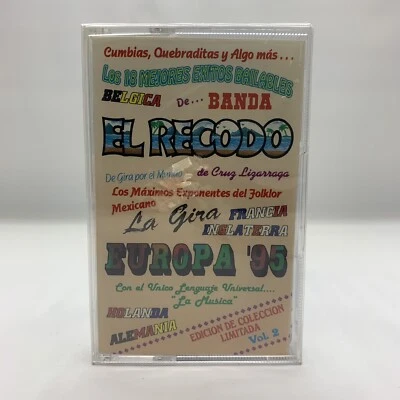 Cumbias, Quebraditas y Algo más...
Los 18 MEJORES EXITOS BAILABLES
BELGICA De... BANDA
EL RECODO
De Gira por el Mundo de Cruz Lizarraga
Los Máximos Exponentes del Folklor
Mexicano
La Gira FRANCIA
INGLATERRA
EUROPA '95
Con el Unico Lenguaje Universal....
"La Musica"
HOLANDA
ALEMANIA
EDICION DE COLECCION
LIMITADA Vol. 2